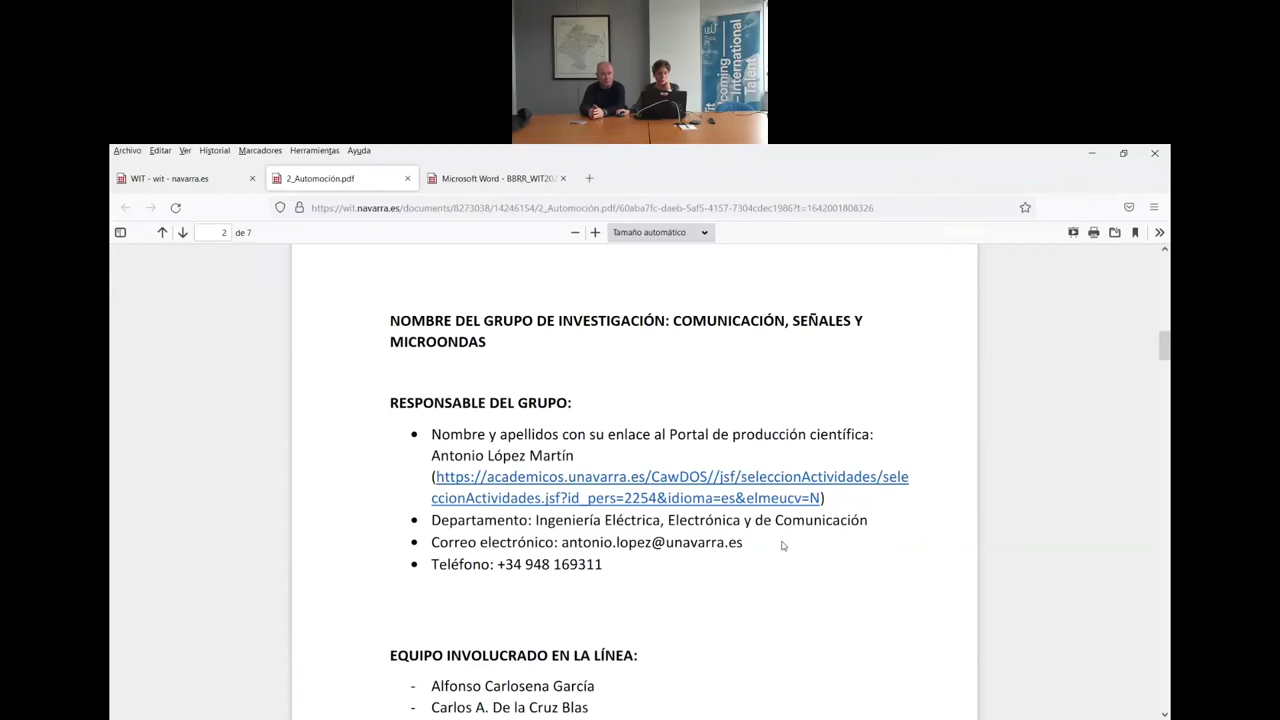 coming
International
Talent
Archivo Editar Ver Historial Marcadores Herramientas Ayuda
WIT - wit - navarra.es 2_Automoción.pdf Microsoft Word - BBRR_WIT202
https://wit.navarra.es/documents/8273038/14246154/2_Automoción.pdf/60aba7fc-daeb-5af5-4157-7304cdec1986?t=1642001808326
2 de 7 Tamaño automático
NOMBRE DEL GRUPO DE INVESTIGACIÓN: COMUNICACIÓN, SEÑALES Y
MICROONDAS
RESPONSABLE DEL GRUPO:
• Nombre y apellidos con su enlace al Portal de producción científica:
Antonio López Martín
(https://academicos.unavarra.es/CawDOS//jsf/seleccionActividades/sele
ccionActividades.jsf?id_pers=2254&idioma=es&elmeucv=N)
• Departamento: Ingeniería Eléctrica, Electrónica y de Comunicación
• Correo electrónico: antonio.lopez@unavarra.es
• Teléfono: +34 948 169311
EQUIPO INVOLUCRADO EN LA LÍNEA:
- Alfonso Carlosena García
- Carlos A. De la Cruz Blas